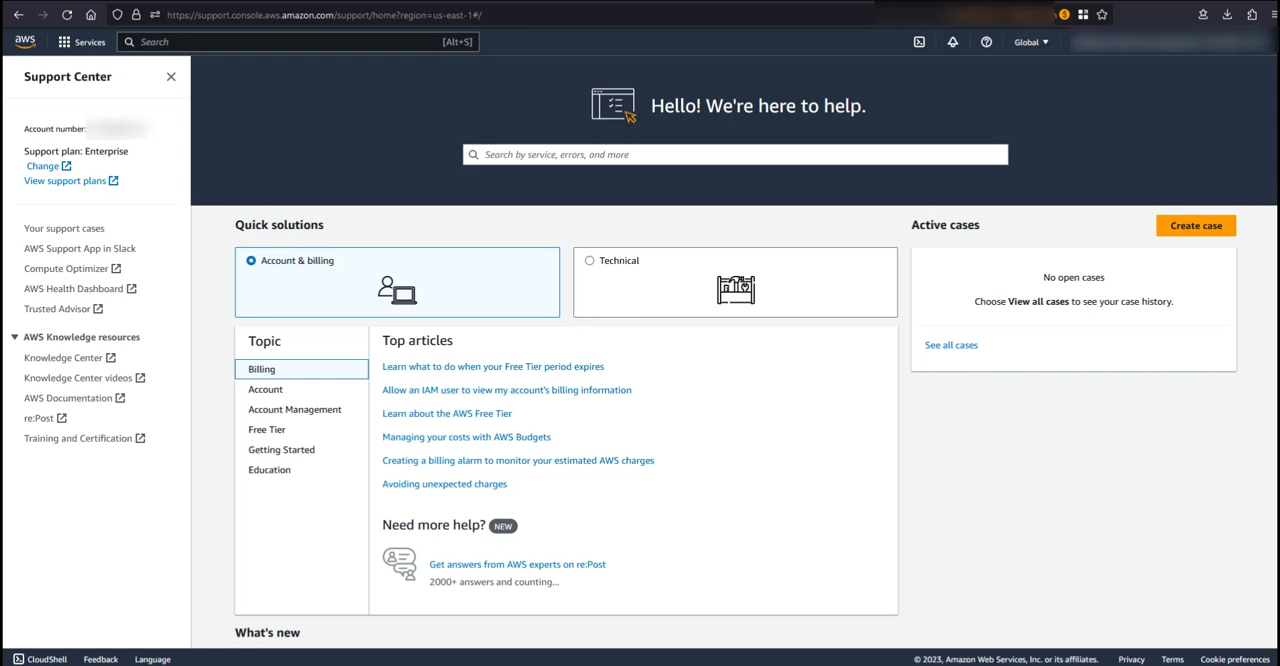 https://support.console.aws.amazon.com/support/home?region=us-east-1#/
aws
Services
Search
[Alt+S]
Global
Support Center
Account number:
Support plan: Enterprise
Change
View support plans
Your support cases
AWS Support App in Slack
Compute Optimizer
AWS Health Dashboard
Trusted Advisor
AWS Knowledge resources
Knowledge Center
Knowledge Center videos
AWS Documentation
re:Post
Training and Certification
Hello! We're here to help.
Search by service, errors, and more
Quick solutions
Account & billing
Technical
Topic
Billing
Account
Account Management
Free Tier
Getting Started
Education
Top articles
Learn what to do when your Free Tier period expires
Allow an IAM user to view my account's billing information
Learn about the AWS Free Tier
Managing your costs with AWS Budgets
Creating a billing alarm to monitor your estimated AWS charges
Avoiding unexpected charges
Need more help? NEW
Get answers from AWS experts on re:Post
2000+ answers and counting...
Active cases
Create case
No open cases
Choose View all cases to see your case history.
See all cases
What's new
CloudShell
Feedback
Language
© 2023, Amazon Web Services, Inc. or its affiliates.
Privacy
Terms
Cookie preferences